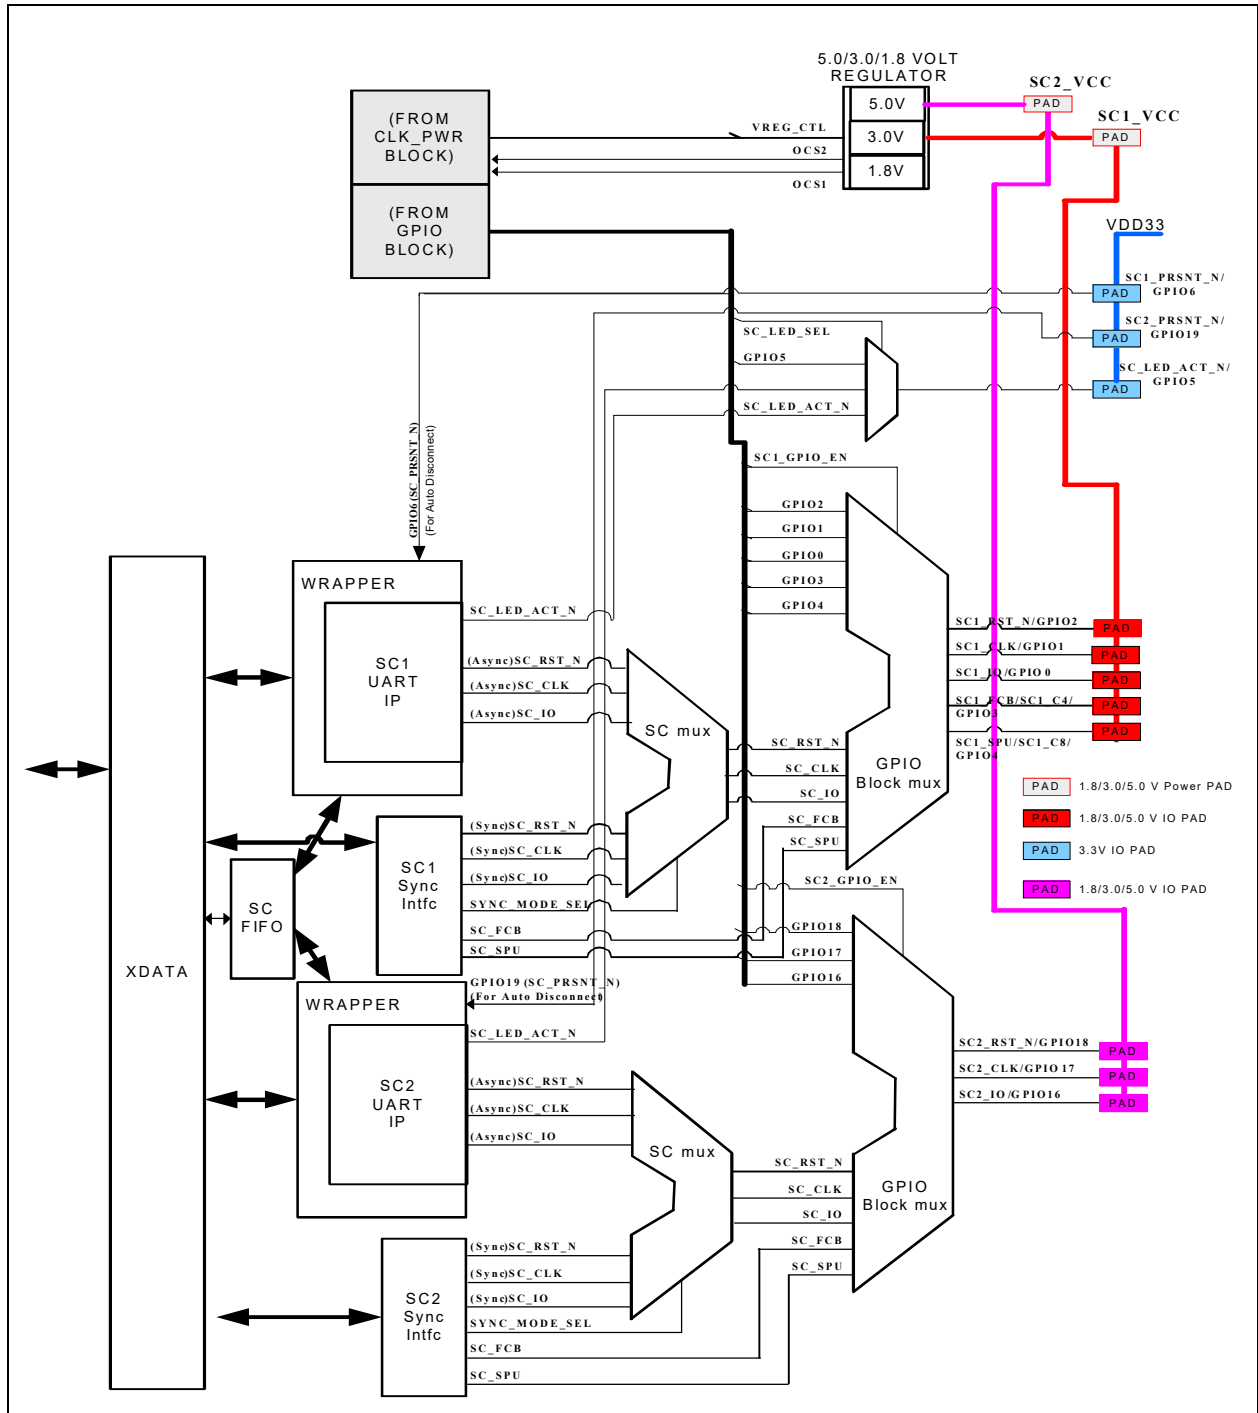 5.0/3.0/1.8 VOLT
REGULATOR
SC2_VCC
5.0V
PAD
(FROM
CLK_PWR
BLOCK)
VREG_CTL
3.0V
SC1_VCC
PAD
OCS2
1.8V
OCS1
(FROM
GPIO
BLOCK)
VDD33
SC1_PRSNT_N/
GPIO6
PAD
SC2_PRSNT_N/
GPIO19
PAD
SC_LED_SEL
GPIO5
SC_LED_ACT_N/
GPIO5
PAD
SC_LED_ACT_N
GPIO6(SC_PRSNT_N)
(For Auto Disconnect)
SC1_GPIO_EN
GPIO2
GPIO1
GPIO0
GPIO3
GPIO4
WRAPPER
SC_LED_ACT_N
SC1
UART
IP
(Async)SC_RST_N
(Async)SC_CLK
(Async)SC_IO
SC mux
SC_RST_N
SC_CLK
SC_IO
SC_FCB
SC_SPU
GPIO
Block mux
SC1_RST_N/GPIO2
PAD
SC1_CLK/GPIO1
PAD
SC1_IO/GPIO0
PAD
SC1_FCB/SC1_C4/
GPIO3
PAD
SC1_SPU/SC1_C8/
GPIO4
PAD
PAD 1.8/3.0/5.0 V Power PAD
PAD 1.8/3.0/5.0 V IO PAD
PAD 3.3V IO PAD
PAD 1.8/3.0/5.0 V IO PAD
SC1
Sync
Intfc
(Sync)SC_RST_N
(Sync)SC_CLK
(Sync)SC_IO
SYNC_MODE_SEL
SC_FCB
SC_SPU
SC
FIFO
XDATA
SC2_GPIO_EN
GPIO18
GPIO17
GPIO16
GPIO19(SC_PRSNT_N)
(For Auto Disconnect)
WRAPPER
SC_LED_ACT_N
SC2
UART
IP
(Async)SC_RST_N
(Async)SC_CLK
(Async)SC_IO
SC mux
SC_RST_N
SC_CLK
SC_IO
SC_FCB
SC_SPU
GPIO
Block mux
SC2_RST_N/GPIO18
PAD
SC2_CLK/GPIO17
PAD
SC2_IO/GPIO16
PAD
SC2
Sync
Intfc
(Sync)SC_RST_N
(Sync)SC_CLK
(Sync)SC_IO
SYNC_MODE_SEL
SC_FCB
SC_SPU